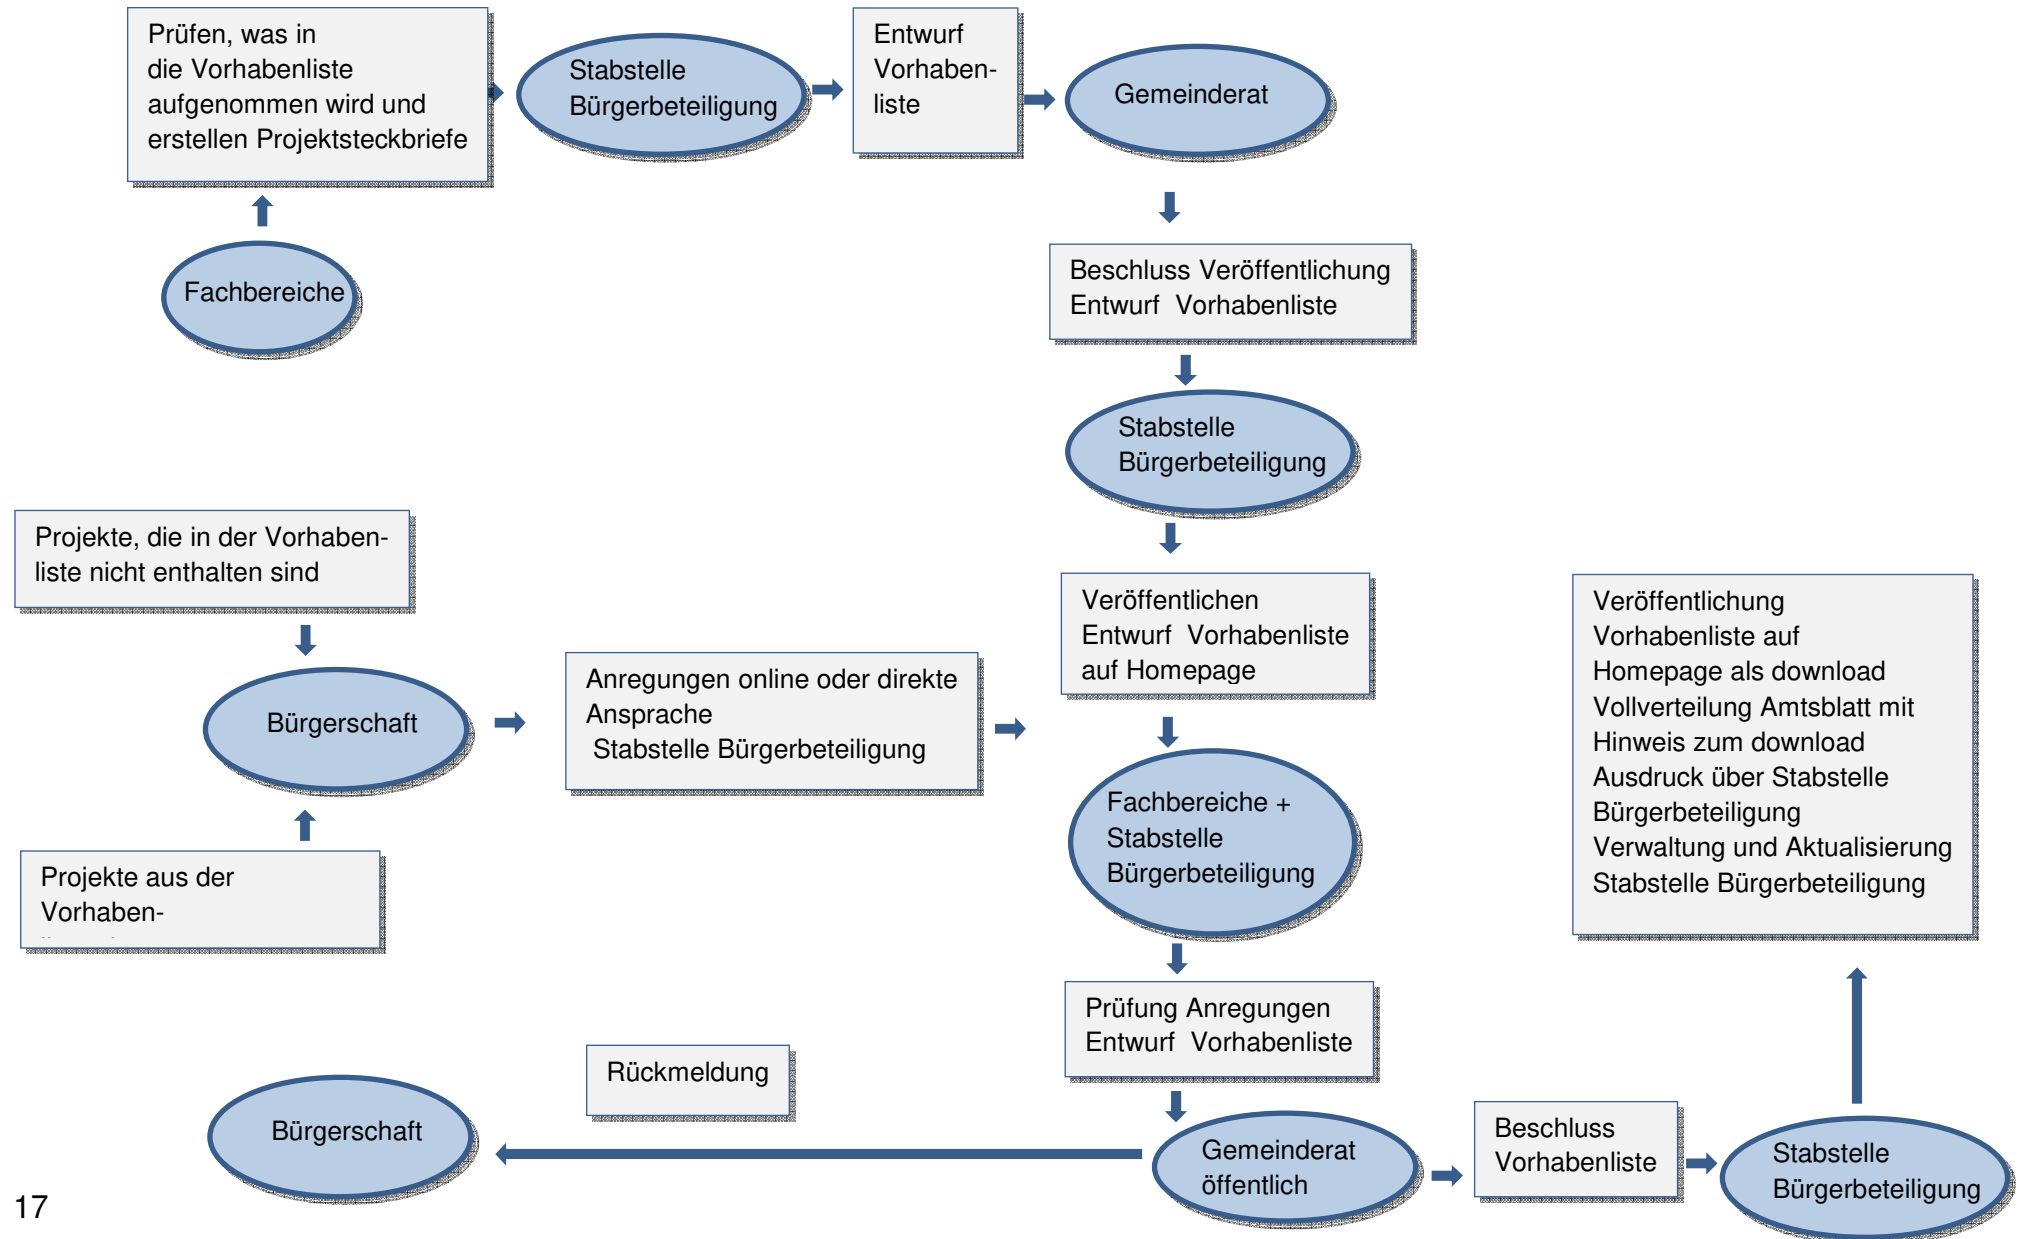 Prüfen, was in
die Vorhabenliste
aufgenommen wird und
erstellen Projektsteckbriefe
Stabstelle
Bürgerbeteiligung
Entwurf
Vorhaben-
liste
Gemeinderat
Fachbereiche
Beschluss Veröffentlichung
Entwurf Vorhabenliste
Stabstelle
Bürgerbeteiligung
Projekte, die in der Vorhaben-
liste nicht enthalten sind
Veröffentlichen
Entwurf Vorhabenliste
auf Homepage
Bürgerschaft
Anregungen online oder direkte
Ansprache
Stabstelle Bürgerbeteiligung
Projekte aus der
Vorhaben-
Fachbereiche +
Stabstelle
Bürgerbeteiligung
Veröffentlichung
Vorhabenliste auf
Homepage als download
Vollverteilung Amtsblatt mit
Hinweis zum download
Ausdruck über Stabstelle
Bürgerbeteiligung
Verwaltung und Aktualisierung
Stabstelle Bürgerbeteiligung
Prüfung Anregungen
Entwurf Vorhabenliste
Rückmeldung
Bürgerschaft
Gemeinderat
öffentlich
Beschluss
Vorhabenliste
Stabstelle
Bürgerbeteiligung
17